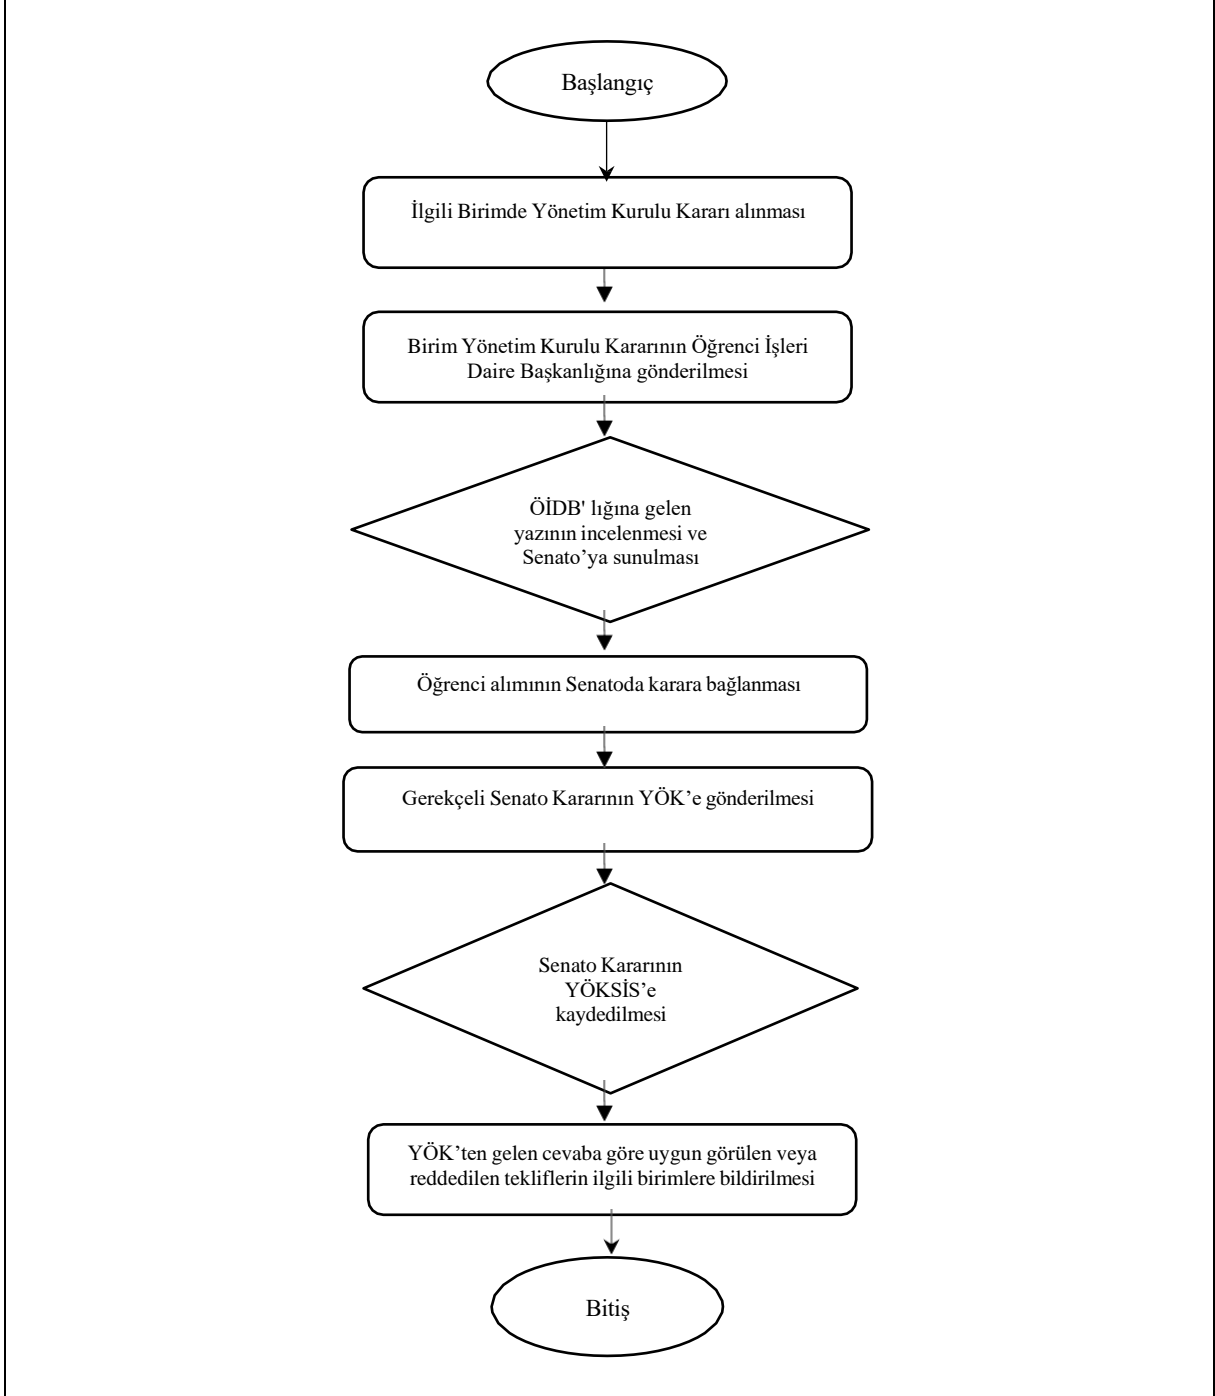 Başlangıç
İlgili Birimde Yönetim Kurulu Kararı alınması
Birim Yönetim Kurulu Kararının Öğrenci İşleri
Daire Başkanlığına gönderilmesi
ÖİDB' lığına gelen
yazının incelenmesi ve
Senato’ya sunulması
Öğrenci alımının Senatoda karara bağlanması
Gerekçeli Senato Kararının YÖK’e gönderilmesi
Senato Kararının
YÖKSİS’e
kaydedilmesi
YÖK’ten gelen cevaba göre uygun görülen veya
reddedilen tekliflerin ilgili birimlere bildirilmesi
Bitiş